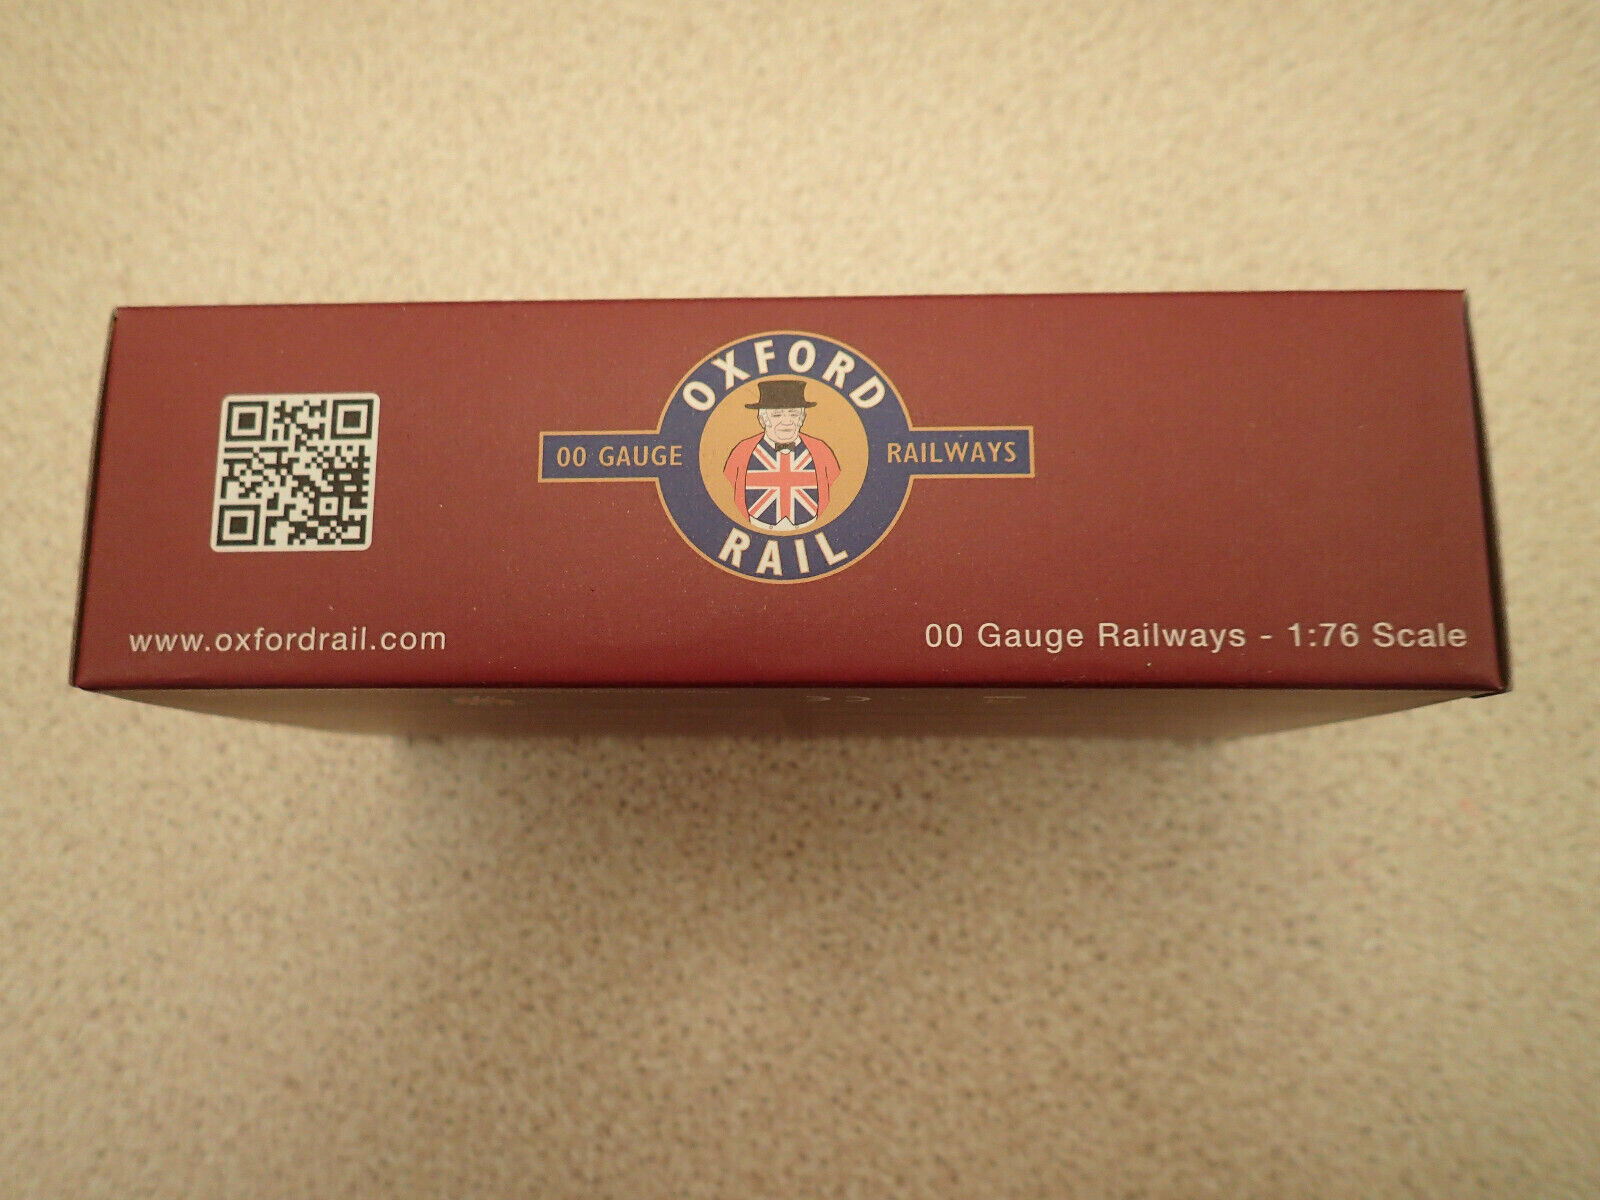 OXFORD
00 GAUGE RAILWAYS
RAIL
www.oxfordrail.com
00 Gauge Railways - 1:76 Scale